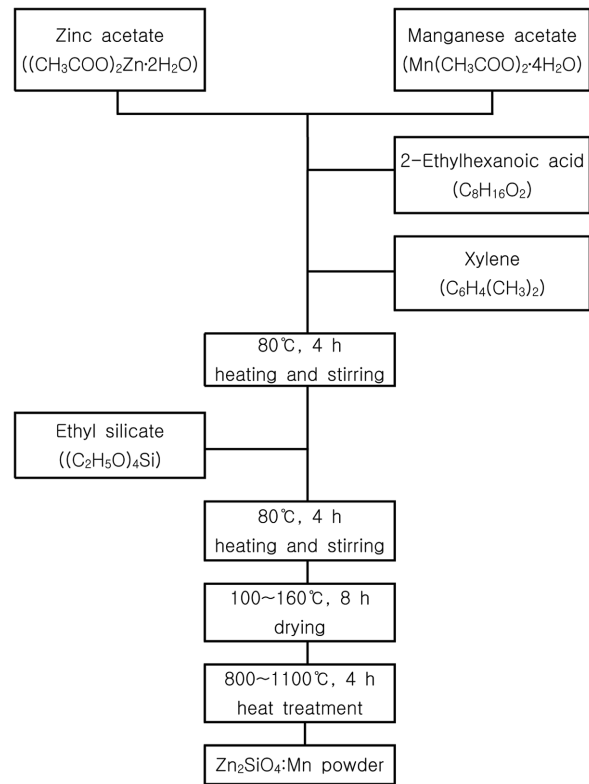 Zinc acetate
((CH₃COO)₂Zn·2H₂O)
Manganese acetate
(Mn(CH₃COO)₂·4H₂O)
2-Ethylhexanoic acid
(C₈H₁₆O₂)
Xylene
(C₆H₄(CH₃)₂)
80℃, 4 h
heating and stirring
Ethyl silicate
((C₂H₅O)₄Si)
80℃, 4 h
heating and stirring
100~160℃, 8 h
drying
800~1100℃, 4 h
heat treatment
Zn₂SiO₄:Mn powder